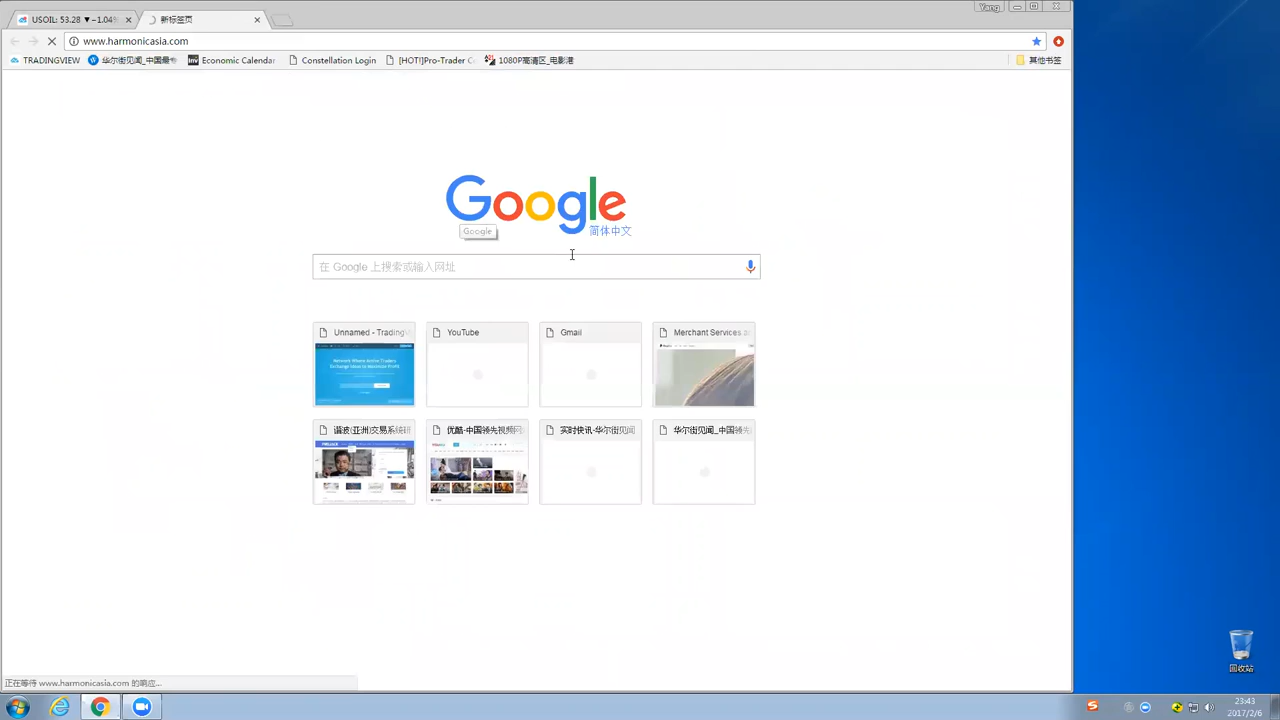 Yang
USOIL: 53.28 ▼−1.04%
新标签页
www.harmonicasia.com
TRADINGVIEW
华尔街见闻_中国最
Economic Calendar
Constellation Login
[HOT!]Pro-Trader C
1080P高清区_电影港
其他书签
Google
简体中文
Google
在 Google 上搜索或输入网址
Unnamed - TradingV
YouTube
Gmail
Merchant Services a
谐波(亚洲)交易系统研
优酷-中国领先视频网
实时快讯-华尔街见闻
华尔街见闻_中国领先
回收站
正在等待 www.harmonicasia.com 的响应...
23:43
2017/2/6